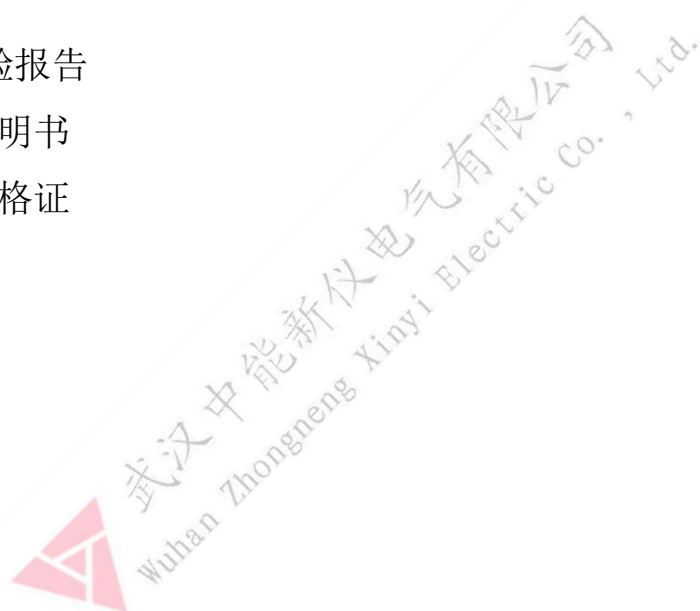 验报告
明书
格证
武汉中能新仪电气有限公司
Wuhan Zhongneng Xinyi Electric Co. , Ltd.